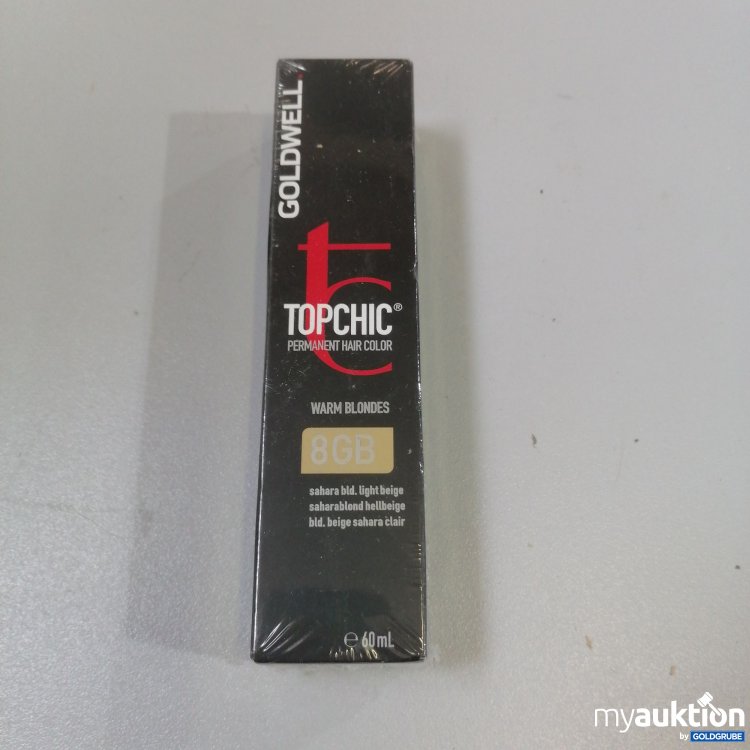 GOLDWELL.
tc
TOPCHIC®
PERMANENT HAIR COLOR
WARM BLONDES
8GB
sahara bld. light beige
saharablond hellbeige
bld. beige sahara clair
℮ 60 mL
myauktion
by GOLDGRUBE